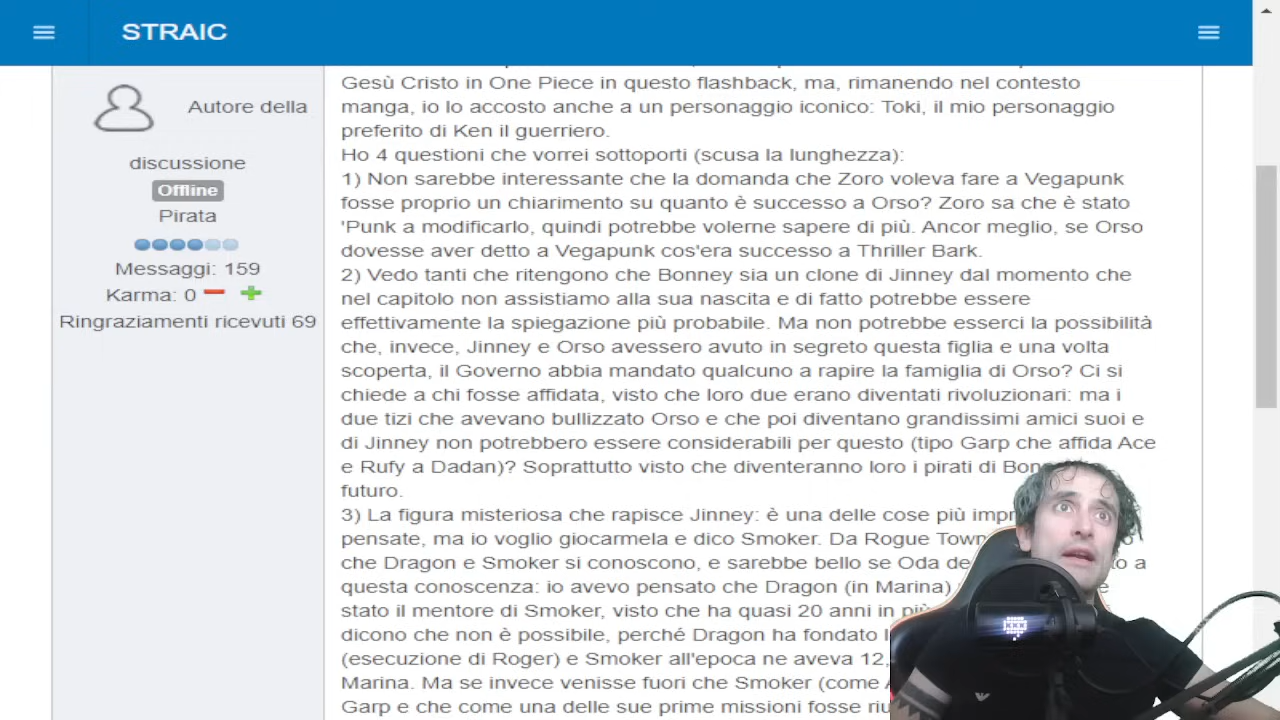 STRAIC
Gesù Cristo in One Piece in questo flashback, ma, rimanendo nel contesto
manga, io lo accosto anche a un personaggio iconico: Toki, il mio personaggio
preferito di Ken il guerriero.
Ho 4 questioni che vorrei sottoporti (scusa la lunghezza):
1) Non sarebbe interessante che la domanda che Zoro voleva fare a Vegapunk
fosse proprio un chiarimento su quanto è successo a Orso? Zoro sa che è stato
'Punk a modificarlo, quindi potrebbe volerne sapere di più. Ancor meglio, se Orso
dovesse aver detto a Vegapunk cos'era successo a Thriller Bark.
2) Vedo tanti che ritengono che Bonney sia un clone di Jinney dal momento che
nel capitolo non assistiamo alla sua nascita e di fatto potrebbe essere
effettivamente la spiegazione più probabile. Ma non potrebbe esserci la possibilità
che, invece, Jinney e Orso avessero avuto in segreto questa figlia e una volta
scoperta, il Governo abbia mandato qualcuno a rapire la famiglia di Orso? Ci si
chiede a chi fosse affidata, visto che loro due erano diventati rivoluzionari: ma i
due tizi che avevano bullizzato Orso e che poi diventano grandissimi amici suoi e
di Jinney non potrebbero essere considerabili per questo (tipo Garp che affida Ace
e Rufy a Dadan)? Soprattutto visto che diventeranno loro i pirati di
futuro.
3) La figura misteriosa che rapisce Jinney: è una delle cose più
pensate, ma io voglio giocarmela e dico Smoker. Da Rogue
che Dragon e Smoker si conoscono, e sarebbe bello se Oda a
questa conoscenza: io avevo pensato che Dragon (in Marina)
stato il mentore di Smoker, visto che ha quasi 20 anni in
dicono che non è possibile, perché Dragon ha fondato
(esecuzione di Roger) e Smoker all'epoca ne aveva 12,
Marina. Ma se invece venisse fuori che Smoker (come
Garp e che come una delle sue prime missioni fosse
Autore della
discussione
Offline
Pirata
Messaggi: 159
Karma: 0
Ringraziamenti ricevuti 69